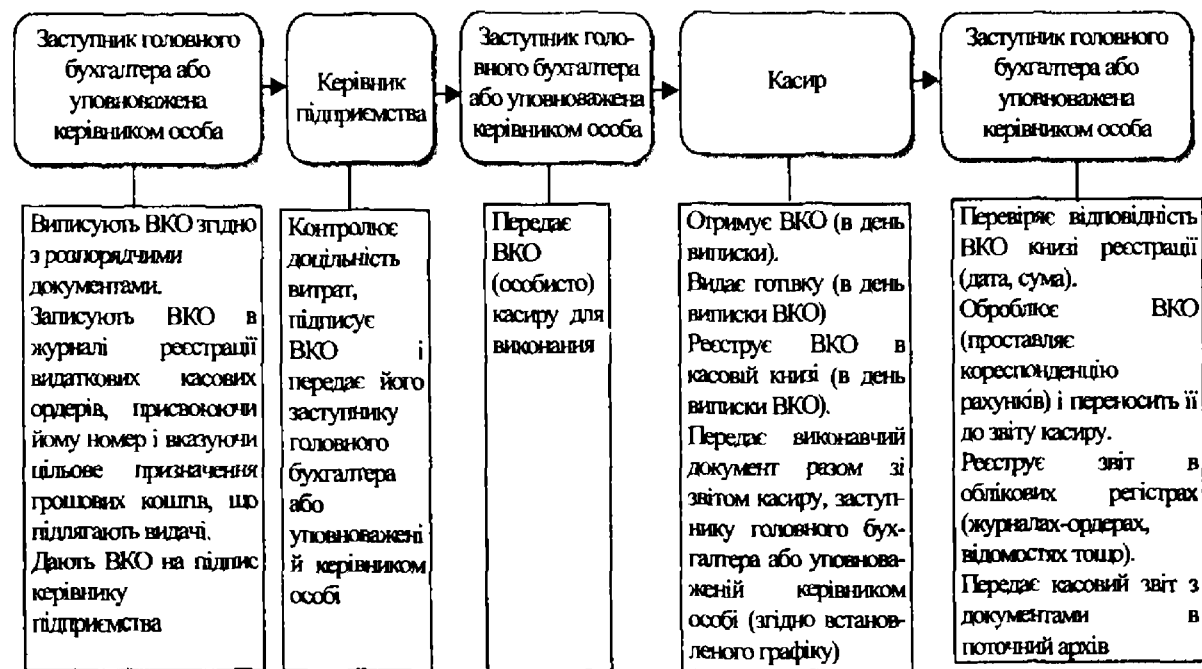 Заступник головного
бухгалтера або
уповноважена
керівником особа
Керівник
підприємства
Заступник голо-
вного бухгалтера
або уповноважена
керівником особа
Касир
Заступник головного
бухгалтера або
уповноважена
керівником особа
Виписують ВКО згідно
з розпорядчими
документами.
Записують ВКО в
журналі реєстрації
видаткових касових
ордерів, присвоюючи
йому номер і вказуючи
цільове призначення
грошових коштів, що
підлягають видачі.
Дають ВКО на підпис
керівнику
підприємства
Контролює
доцільність
витрат,
підписує
ВКО і
передає його
заступнику
головного
бухгалтера
або
уповноважені
й керівником
особі
Передає
ВКО
(особисто)
касиру для
виконання
Отримує ВКО (в день
виписки).
Видає готівку (в день
виписки ВКО)
Реєструє ВКО в
касовій книзі (в день
виписки ВКО).
Передає виконавчий
документ разом зі
звітом касиру, заступ-
нику головного бух-
галтера або уповнова-
женій керівником
особі (згідно встанов-
леного графіку)
Перевіряє відповідність
ВКО книзі реєстрації
(дата, сума).
Оброблює ВКО
(проставляє
кореспонденцію
рахунків) і переносить її
до звіту касиру.
Реєструє звіт в
облікових регістрах
(журналах-ордерах,
відомостях тощо).
Передає касовий звіт з
документами в
поточний архів